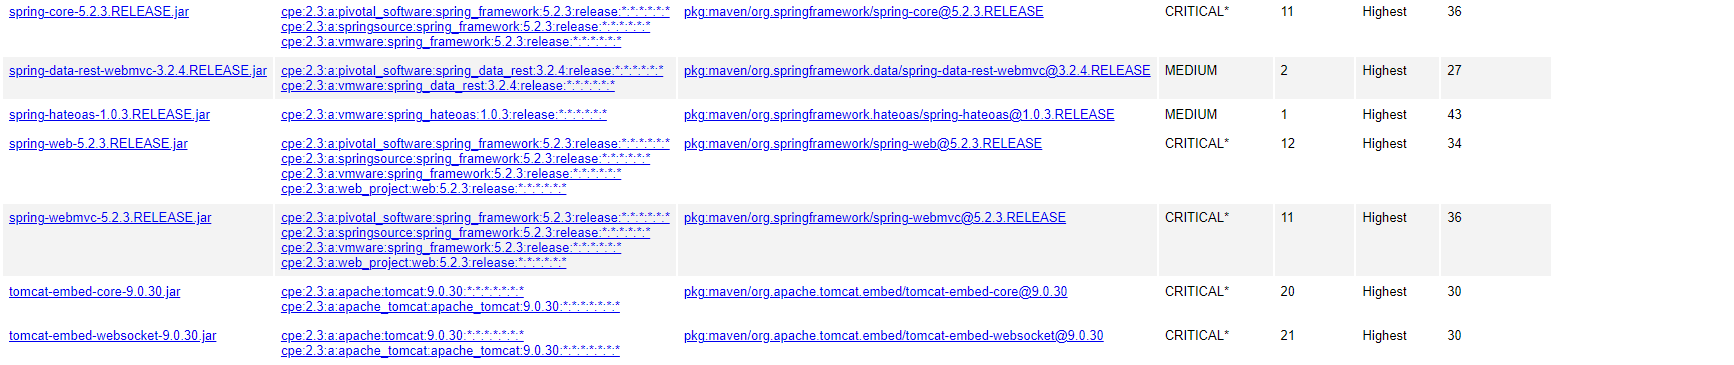 spring-core-5.2.3.RELEASE.jar cpe:2.3:a:pivotal_software:spring_framework:5.2.3:release:*:*:*:*:*:* pkg:maven/org.springframework/spring-core@5.2.3.RELEASE CRITICAL* 11 Highest 36
cpe:2.3:a:springsource:spring_framework:5.2.3:release:*:*:*:*:*:*
cpe:2.3:a:vmware:spring_framework:5.2.3:release:*:*:*:*:*:*
spring-data-rest-webmvc-3.2.4.RELEASE.jar cpe:2.3:a:pivotal_software:spring_data_rest:3.2.4:release:*:*:*:*:*:* pkg:maven/org.springframework.data/spring-data-rest-webmvc@3.2.4.RELEASE MEDIUM 2 Highest 27
cpe:2.3:a:vmware:spring_data_rest:3.2.4:release:*:*:*:*:*:*
spring-hateoas-1.0.3.RELEASE.jar cpe:2.3:a:vmware:spring_hateoas:1.0.3:release:*:*:*:*:*:* pkg:maven/org.springframework.hateoas/spring-hateoas@1.0.3.RELEASE MEDIUM 1 Highest 43
spring-web-5.2.3.RELEASE.jar cpe:2.3:a:pivotal_software:spring_framework:5.2.3:release:*:*:*:*:*:* pkg:maven/org.springframework/spring-web@5.2.3.RELEASE CRITICAL* 12 Highest 34
cpe:2.3:a:springsource:spring_framework:5.2.3:release:*:*:*:*:*:*
cpe:2.3:a:vmware:spring_framework:5.2.3:release:*:*:*:*:*:*
cpe:2.3:a:web_project:web:5.2.3:release:*:*:*:*:*:*
spring-webmvc-5.2.3.RELEASE.jar cpe:2.3:a:pivotal_software:spring_framework:5.2.3:release:*:*:*:*:*:* pkg:maven/org.springframework/spring-webmvc@5.2.3.RELEASE CRITICAL* 11 Highest 36
cpe:2.3:a:springsource:spring_framework:5.2.3:release:*:*:*:*:*:*
cpe:2.3:a:vmware:spring_framework:5.2.3:release:*:*:*:*:*:*
cpe:2.3:a:web_project:web:5.2.3:release:*:*:*:*:*:*
tomcat-embed-core-9.0.30.jar cpe:2.3:a:apache:tomcat:9.0.30:*:*:*:*:*:*:* pkg:maven/org.apache.tomcat.embed/tomcat-embed-core@9.0.30 CRITICAL* 20 Highest 30
cpe:2.3:a:apache_tomcat:apache_tomcat:9.0.30:*:*:*:*:*:*:*
tomcat-embed-websocket-9.0.30.jar cpe:2.3:a:apache:tomcat:9.0.30:*:*:*:*:*:*:* pkg:maven/org.apache.tomcat.embed/tomcat-embed-websocket@9.0.30 CRITICAL* 21 Highest 30
cpe:2.3:a:apache_tomcat:apache_tomcat:9.0.30:*:*:*:*:*:*:*